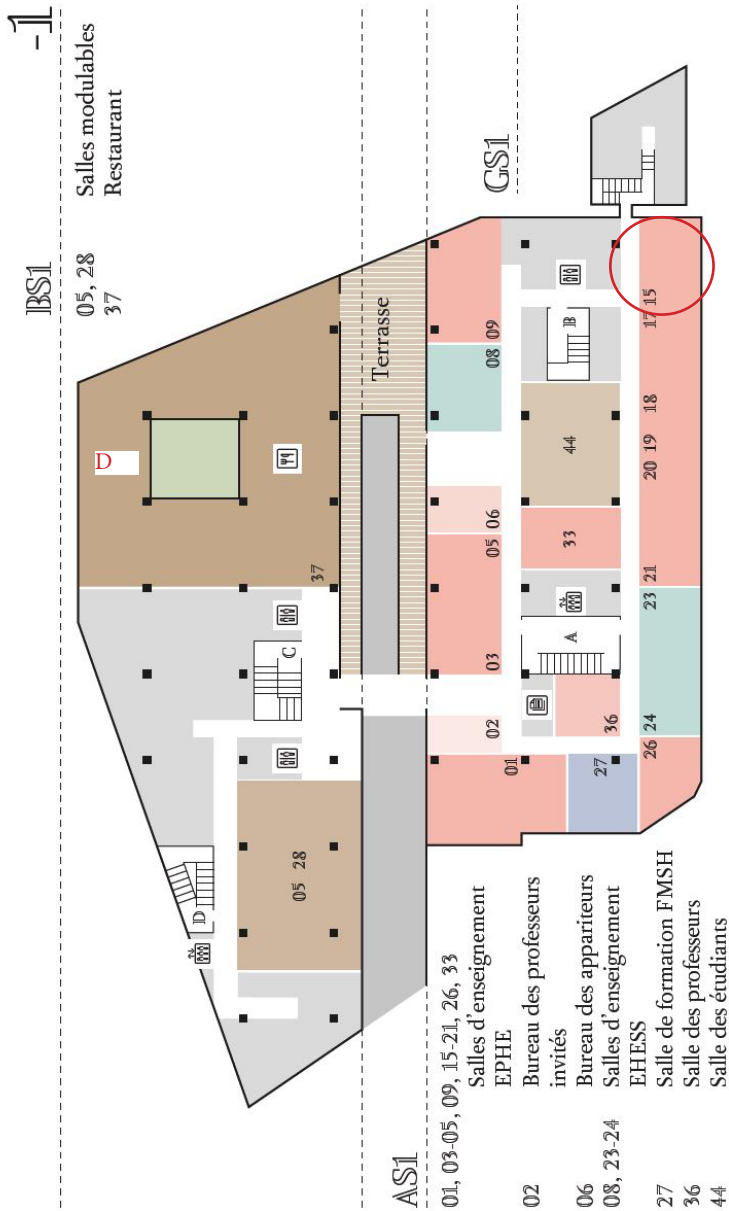 -1
BS1
05, 28 Salles modulables
37 Restaurant
D
37
C
D
05 28
Terrasse
GS1
AS1
01
02
03
05 06
08 09
27
36
A
33
44
B
26 24
23 21
20 19 18
17 15
01, 03-05, 09, 15-21, 26, 33
Salles d'enseignement
EPHE
02 Bureau des professeurs
invités
06 Bureau des appariteurs
08, 23-24 Salles d'enseignement
EHESS
27 Salle de formation FMSH
36 Salle des professeurs
44 Salle des étudiants